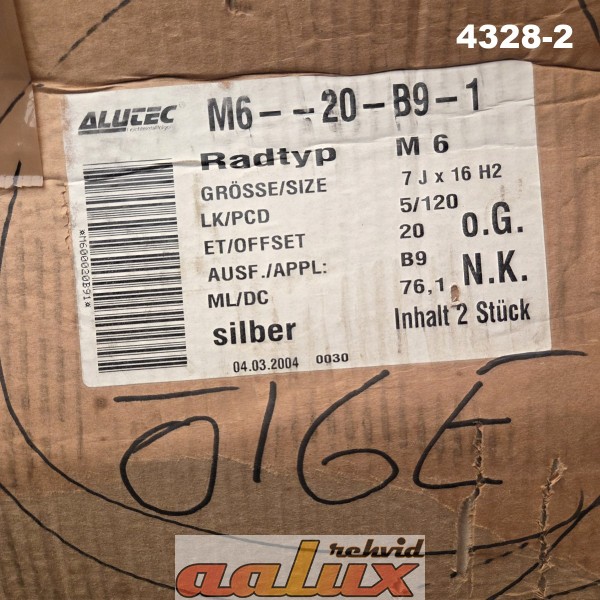 4328-2
ALUTEC M6--20-B9-1
Radtyp M 6
GRÖSSE/SIZE 7 J x 16 H2
LK/PCD 5/120
ET/OFFSET 20 o.G.
AUSF./APPL: B9
ML/DC 76,1 N.K.
silber Inhalt 2 Stück
04.03.2004 0030
*M600020B91*
016E
rehvid
aalux